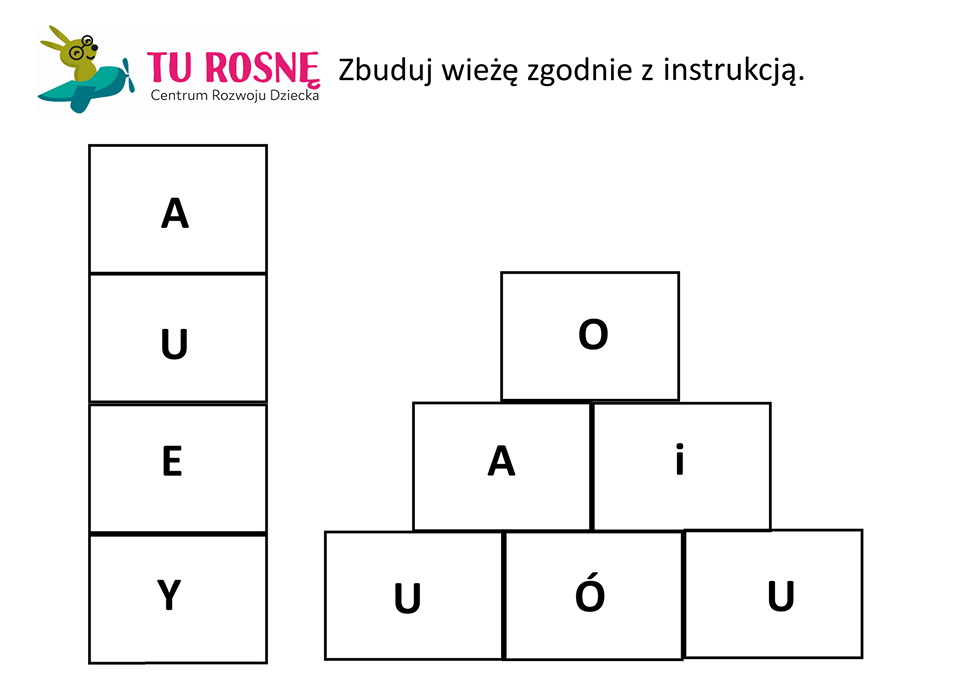 TU ROSNĘ
Centrum Rozwoju Dziecka
Zbuduj wieżę zgodnie z instrukcją.
A
U
E
Y
O
A i
U Ó U